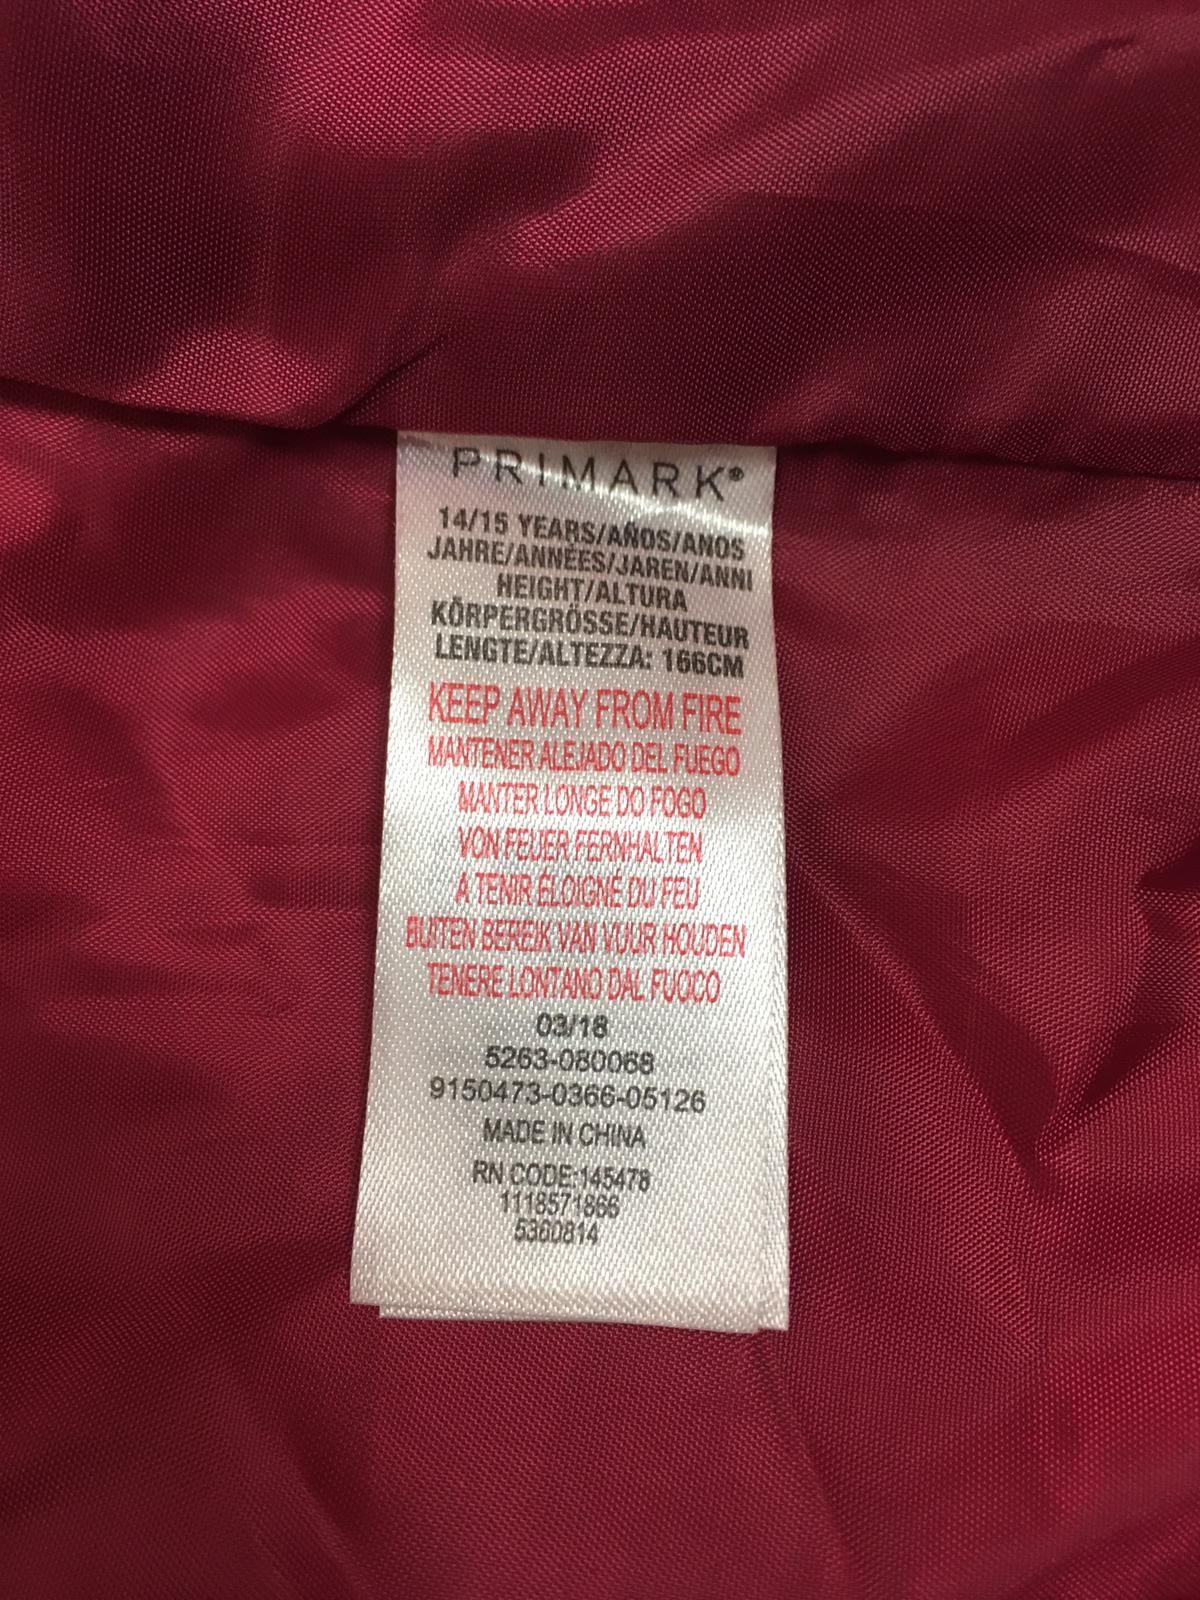 PRIMARK®
14/15 YEARS/AÑOS/ANOS
JAHRE/ANNÉES/JAREN/ANNI
HEIGHT/ALTURA
KÖRPERGRÖSSE/HAUTEUR
LENGTE/ALTEZZA: 166CM
KEEP AWAY FROM FIRE
MANTENER ALEJADO DEL FUEGO
MANTER LONGE DO FOGO
VON FEUER FERNHALTEN
A TENIR ÉLOIGNÉ DU FEU
BUITEN BEREIK VAN VUUR HOUDEN
TENERE LONTANO DAL FUOCO
03/18
5263-080068
9150473-0366-05126
MADE IN CHINA
RN CODE:145478
1118571866
5360814